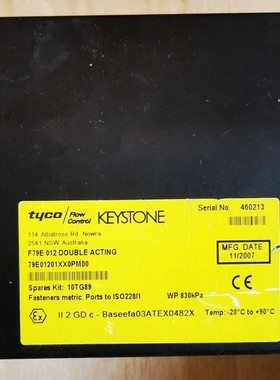 tyco Flow Control KEYSTONE
Serial No. 460213
114 Albatross Rd, Nowra
2541 NSW Australia
F79E 012 DOUBLE ACTING
79E01201XX0PM00
MFG. DATE
11/2007
Spares Kit: 10TG89
Fasteners metric. Ports to ISO228/1 WP 830kPa
Ex II 2 GD c - Baseefa03ATEX0482X Temp: -20°C to +90°C